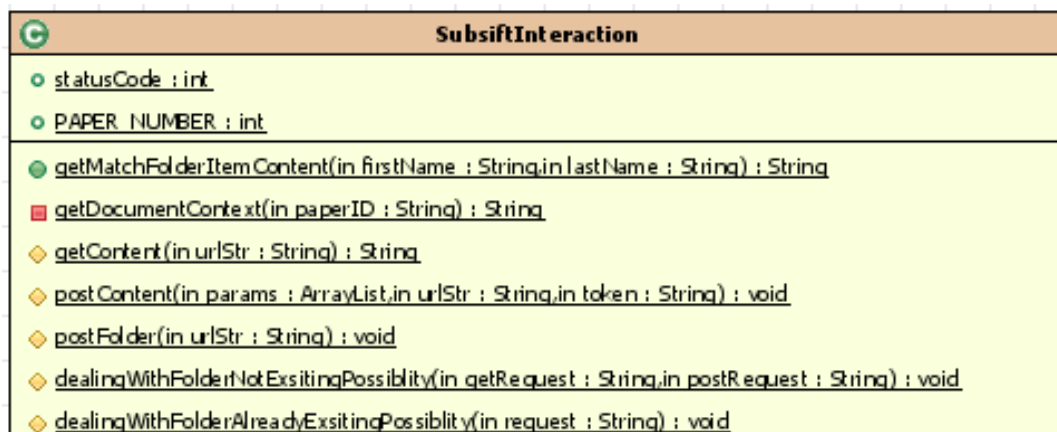 C SubsiftInteraction
statusCode : int
PAPER_NUMBER : int
getMatchFolderItemContent(in firstName : String,in lastName : String) : String
getDocumentContext(in paperID : String) : String
getContent(in urlStr : String) : String
postContent(in params : ArrayList,in urlStr : String,in token : String) : void
postFolder(in urlStr : String) : void
dealingWithFolderNotExsitingPossiblity(in getRequest : String,in postRequest : String) : void
dealingWithFolderAlreadyExsitingPossiblity(in request : String) : void